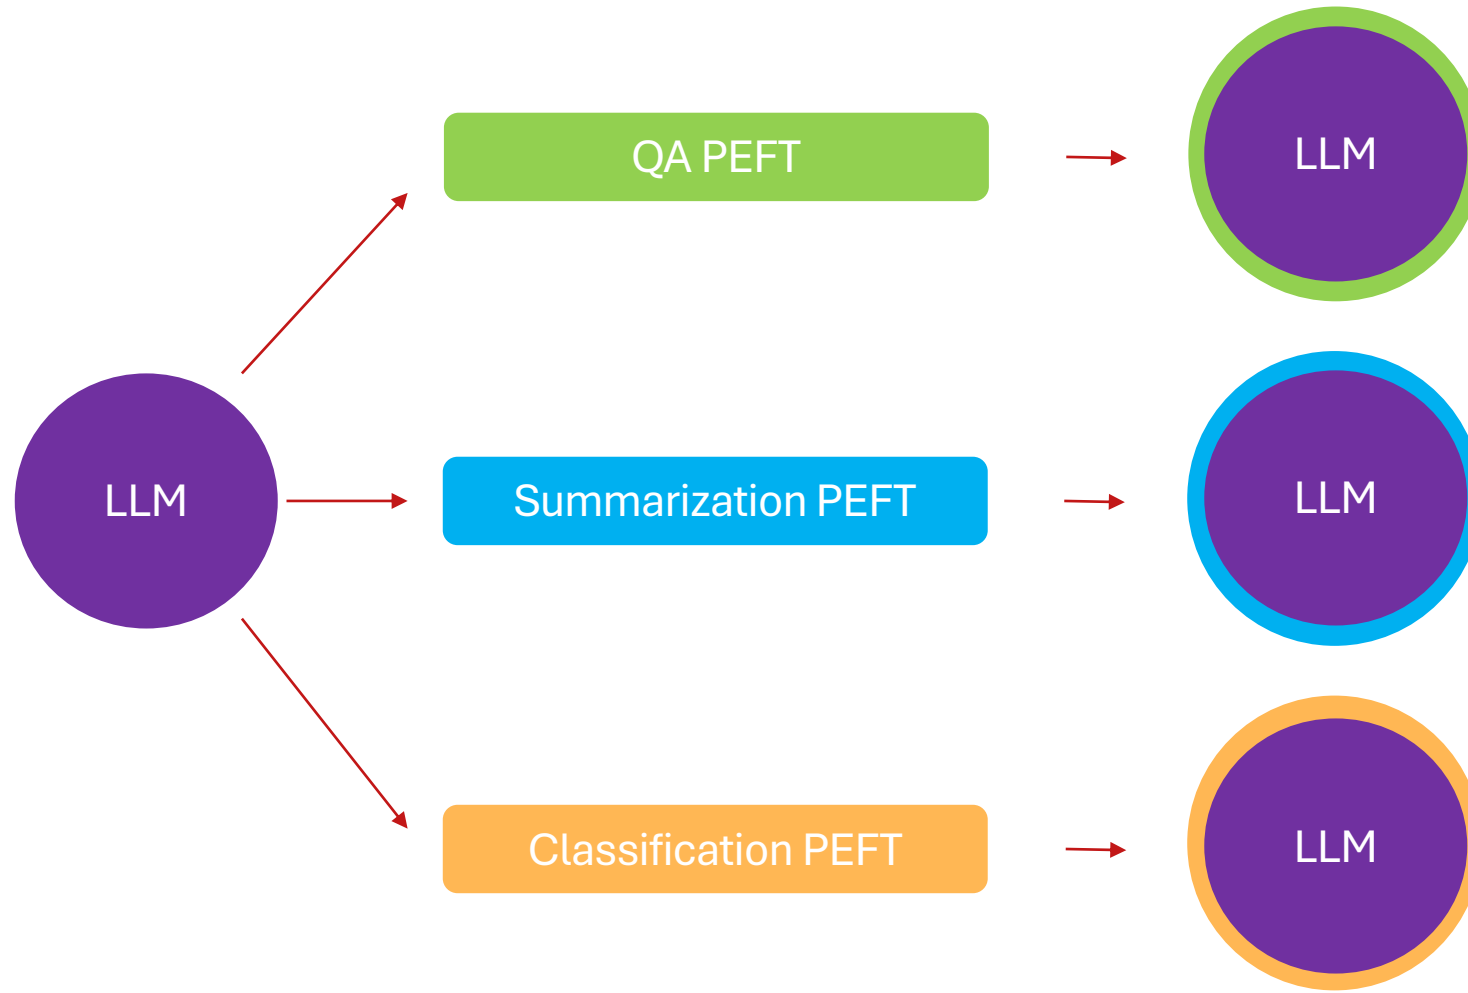 QA PEFT
LLM
LLM
Summarization PEFT
LLM
Classification PEFT
LLM